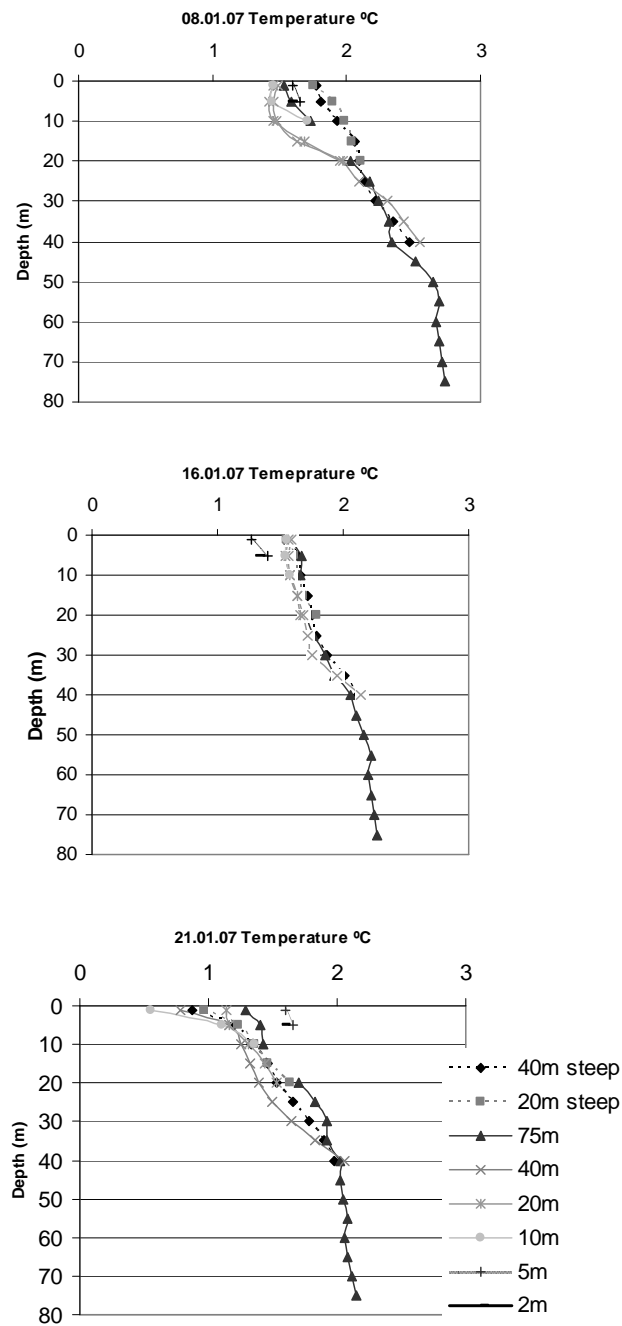 08.01.07 Temperature ºC
0 1 2 3
0
10
20
30
40
50
60
70
80
Depth (m)
16.01.07 Temeprature ºC
0 1 2 3
0
10
20
30
40
50
60
70
80
Depth (m)
21.01.07 Temperature ºC
0 1 2 3
0
10
20
30
40
50
60
70
80
Depth (m)
40m steep
20m steep
75m
40m
20m
10m
5m
2m